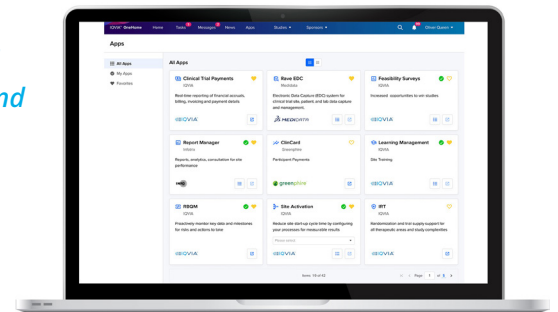 nd
IQVIA OneHome Home Tasks Messages News Apps Studies Sponsors Omer Queen
Apps
All Apps
My Apps
Favorites
All Apps
Clinical Trial Payments
IQVIA
Real-time reporting of financial accruals,
billing, invoicing and payment details
IQVIA
Rave EDC
Medidata
Electronic Data Capture (EDC) system for
clinical trial site, patient, and lab data capture
and management.
MEDIDATA
Feasibility Surveys
IQVIA
Increased opportunities to win studies
IQVIA
Report Manager
Infotrix
Reports, analytics, consultation for site
performance
ClinCard
Greenphire
Participant Payments
greenphire
Learning Management
IQVIA
Site Training
IQVIA
RBQM
IQVIA
Proactively monitor key data and milestones
for risks and actions to take
IQVIA
Site Activation
IQVIA
Reduce site start-up cycle time by configuring
your processes for measurable results
Please select
IQVIA
IRT
IQVIA
Randomization and trial supply support for
all therapeutic areas and study complexities
IQVIA
Page 1 of